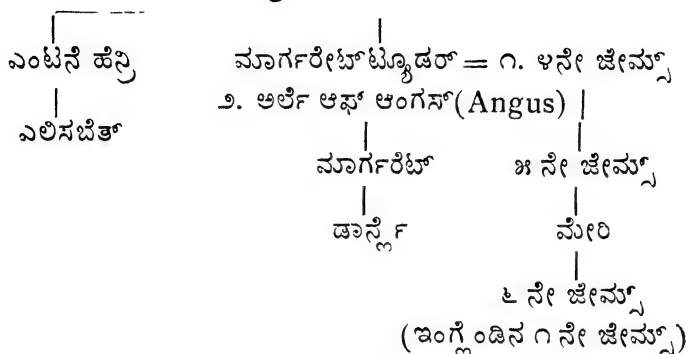 ಎಂಟನೆ ಹೆನ್ರಿ ಮಾರ್ಗರೇಟ್‌ಟ್ಯೂಡರ್ = ೧. ೪ನೇ ಜೇಮ್ಸ್
೨. ಅರ್ಲೆ ಆಫ್ ಆಂಗಸ್(Angus)
ಎಲಿಸಬೆತ್
ಮಾರ್ಗರೆಟ್ ೫ ನೇ ಜೇಮ್ಸ್
ಡಾರ್ನ್ಲೆ ಮೇರಿ
೬ ನೇ ಜೇಮ್ಸ್
(ಇಂಗ್ಲೆಂಡಿನ ೧ ನೇ ಜೇಮ್ಸ್)